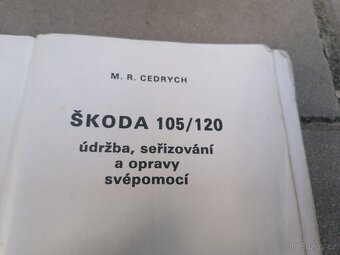 M. R. CEDRYCH
ŠKODA 105/120
údržba, seřizování
a opravy
svépomocí